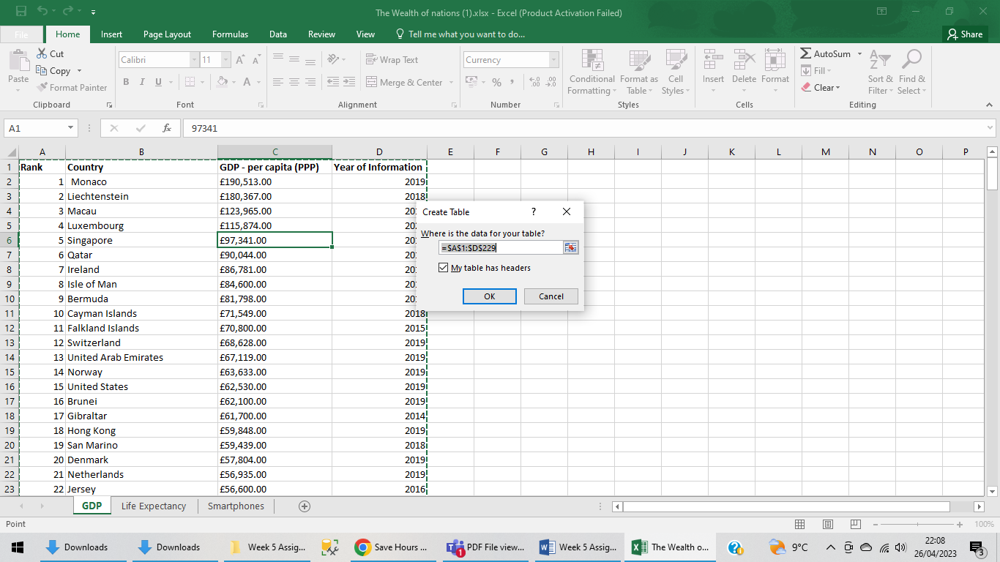 The Wealth of nations (1).xlsx - Excel (Product Activation Failed)
File Home Insert Page Layout Formulas Data Review View Tell me what you want to do... Share
Paste
Cut
Copy
Format Painter
Clipboard
Calibri 11 A A
B I U A
Font
Wrap Text
Merge & Center
Alignment
Currency
% , .0 .00 .00 .0
Number
Conditional Formatting
Format as Table
Cell Styles
Styles
Insert
Delete
Format
Cells
AutoSum
Fill
Clear
Sort & Filter
Find & Select
Editing
A1 fx 97341
A B C D E F G H I J K L M N O P
1 Rank Country GDP - per capita (PPP) Year of Information
2 1 Monaco £190,513.00 2019
3 2 Liechtenstein £180,367.00 2018
4 3 Macau £123,965.00
5 4 Luxembourg £115,874.00
6 5 Singapore £97,341.00
7 6 Qatar £90,044.00
8 7 Ireland £86,781.00
9 8 Isle of Man £84,600.00
10 9 Bermuda £81,798.00
11 10 Cayman Islands £71,549.00 2018
12 11 Falkland Islands £70,800.00 2015
13 12 Switzerland £68,628.00 2019
14 13 United Arab Emirates £67,119.00 2019
15 14 Norway £63,633.00 2019
16 15 United States £62,530.00 2019
17 16 Brunei £62,100.00 2019
18 17 Gibraltar £61,700.00 2014
19 18 Hong Kong £59,848.00 2019
20 19 San Marino £59,439.00 2018
21 20 Denmark £57,804.00 2019
22 21 Netherlands £56,935.00 2019
23 22 Jersey £56,600.00 2016
Create Table ?
Where is the data for your table?
=$A$1:$D$229
My table has headers
OK Cancel
GDP Life Expectancy Smartphones
Point 100%
Downloads Downloads Week 5 Assig... Save Hours ... PDF File view... Week 5 Assig... The Wealth o... 9°C
1
22:08
26/04/2023
3